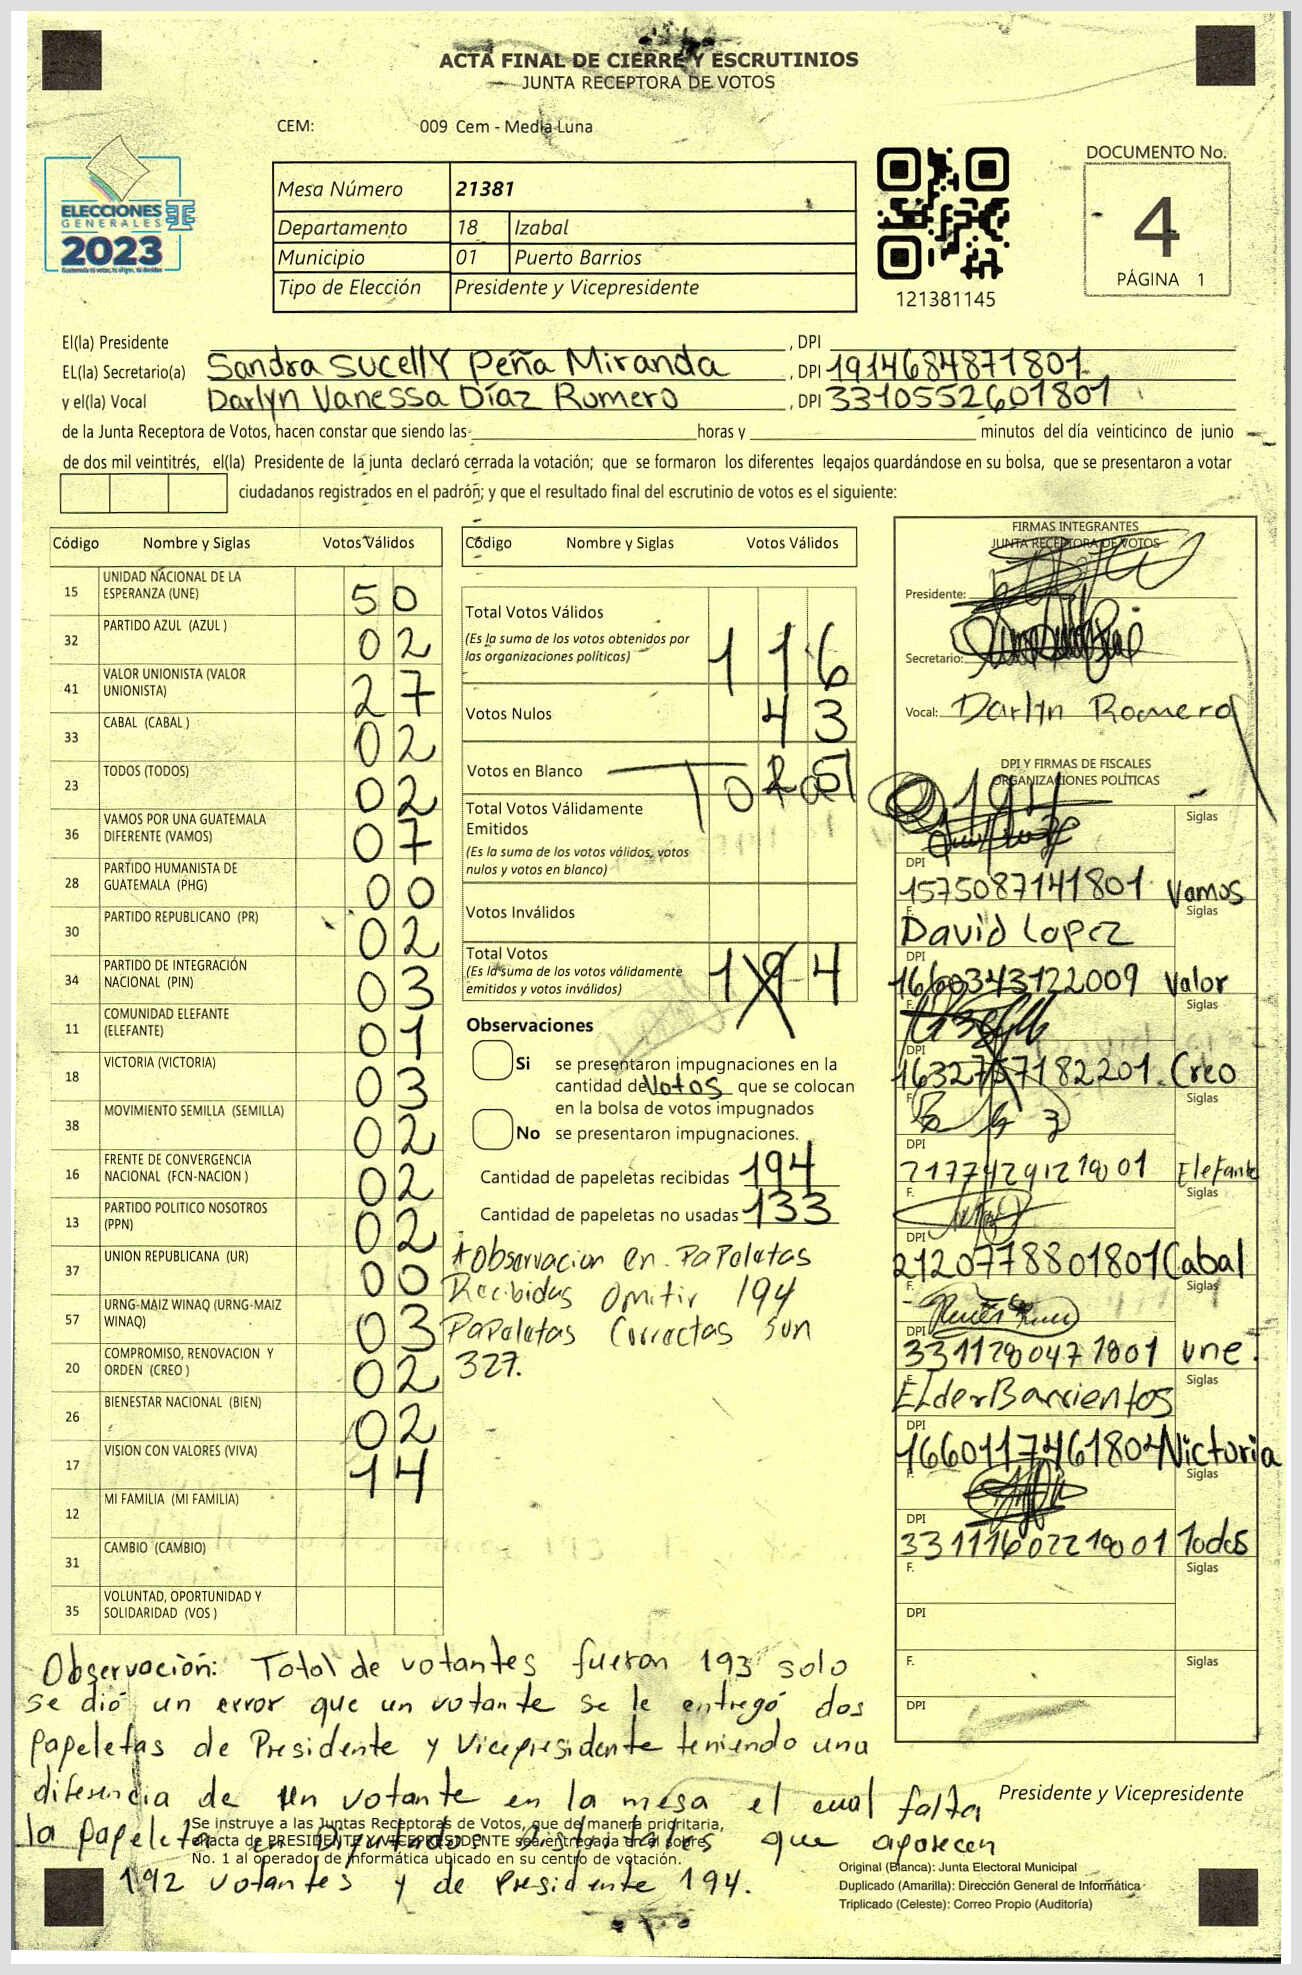 ACTA FINAL DE CIERRE Y ESCRUTINIOS
JUNTA RECEPTORA DE VOTOS
CEM: 009 Cem - Media Luna
ELECCIONES
GENERALES
2023
Mesa Número 21381
Departamento 18 Izabal
Municipio 01 Puerto Barrios
Tipo de Elección Presidente y Vicepresidente
121381145
DOCUMENTO No.
4
PÁGINA 1
El(la) Presidente , DPI
EL(la) Secretario(a) Sandra Sucelly Peña Miranda , DPI 1914684871801
y el(la) Vocal Darlyn Vanessa Díaz Romero , DPI 3310552601801
de la Junta Receptora de Votos, hacen constar que siendo las horas y minutos del día veinticinco de junio
de dos mil veintitrés, el(la) Presidente de la junta declaró cerrada la votación; que se formaron los diferentes legajos guardándose en su bolsa, que se presentaron a votar
ciudadanos registrados en el padrón; y que el resultado final del escrutinio de votos es el siguiente:
Código Nombre y Siglas Votos Válidos
15 UNIDAD NACIONAL DE LA ESPERANZA (UNE) 50
32 PARTIDO AZUL (AZUL ) 02
41 VALOR UNIONISTA (VALOR UNIONISTA) 27
33 CABAL (CABAL ) 02
23 TODOS (TODOS) 02
36 VAMOS POR UNA GUATEMALA DIFERENTE (VAMOS) 07
28 PARTIDO HUMANISTA DE GUATEMALA (PHG) 00
30 PARTIDO REPUBLICANO (PR) 02
34 PARTIDO DE INTEGRACIÓN NACIONAL (PIN) 03
11 COMUNIDAD ELEFANTE (ELEFANTE) 01
18 VICTORIA (VICTORIA) 03
38 MOVIMIENTO SEMILLA (SEMILLA) 02
16 FRENTE DE CONVERGENCIA NACIONAL (FCN-NACION ) 02
13 PARTIDO POLITICO NOSOTROS (PPN) 02
37 UNION REPUBLICANA (UR) 00
57 URNG-MAIZ WINAQ (URNG-MAIZ WINAQ) 03
20 COMPROMISO, RENOVACION Y ORDEN (CREO ) 02
26 BIENESTAR NACIONAL (BIEN) 02
17 VISION CON VALORES (VIVA) 14
12 MI FAMILIA (MI FAMILIA)
31 CAMBIO (CAMBIO)
35 VOLUNTAD, OPORTUNIDAD Y SOLIDARIDAD (VOS )
Código Nombre y Siglas Votos Válidos
Total Votos Válidos 116
(Es la suma de los votos obtenidos por
las organizaciones políticas)
Votos Nulos 43
Votos en Blanco
Total Votos Válidamente
Emitidos
(Es la suma de los votos válidos, votos
nulos y votos en blanco)
Votos Inválidos
Total Votos 194
(Es la suma de los votos válidamente
emitidos y votos inválidos)
Observaciones
Si se presentaron impugnaciones en la
cantidad de Votos que se colocan
en la bolsa de votos impugnados
No se presentaron impugnaciones.
Cantidad de papeletas recibidas 194
Cantidad de papeletas no usadas 133
*Observacion en Papeletas
Recibidas omitir 194
Papeletas Correctas Son
327.
FIRMAS INTEGRANTES
JUNTA RECEPTORA DE VOTOS
Presidente:
Secretario:
Vocal: Darlyn Romero
DPI Y FIRMAS DE FISCALES
ORGANIZACIONES POLÍTICAS
194
Siglas
DPI 1575087141801 Vamos
F. David Lopez Siglas
DPI 1660343122009 Valor
F. Siglas
DPI 1632757182201 Creo
F. Siglas
DPI 2177429121801 Elefante
F. Siglas
DPI 2120778801801 Cabal
F. Siglas
DPI 3311280471801 une.
F. Elder Barrientos Siglas
DPI 1660117461804 Victoria
F. Siglas
DPI 3311160221801 Todos
F. Siglas
DPI
F. Siglas
DPI
Observación: Total de votantes fueron 193 solo
se dió un error que un votante se le entregó dos
papeletas de Presidente y Vicepresidente teniendo una
diferencia de un votante en la mesa el cual falta
la papeleta en Diputados Distritales que aparecen
192 votantes y de Presidente 194.
Presidente y Vicepresidente
Se instruye a las Juntas Receptoras de Votos, que de manera prioritaria,
el acta de PRESIDENTE Y VICEPRESIDENTE sea entregada en el sobre
No. 1 al operador de informática ubicado en su centro de votación.
Original (Blanca): Junta Electoral Municipal
Duplicado (Amarilla): Dirección General de Informática
Triplicado (Celeste): Correo Propio (Auditoría)